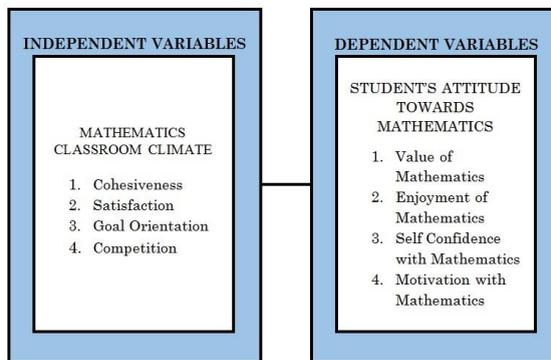 INDEPENDENT VARIABLES
MATHEMATICS
CLASSROOM CLIMATE
1. Cohesiveness
2. Satisfaction
3. Goal Orientation
4. Competition
DEPENDENT VARIABLES
STUDENT'S ATTITUDE
TOWARDS
MATHEMATICS
1. Value of
Mathematics
2. Enjoyment of
Mathematics
3. Self Confidence
with Mathematics
4. Motivation with
Mathematics